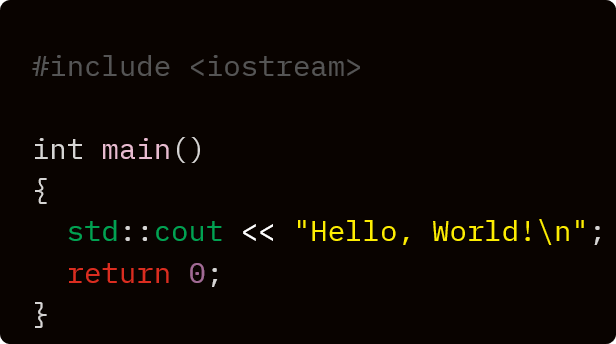 #include <iostream>

int main()
{
  std::cout << "Hello, World!\n";
  return 0;
}